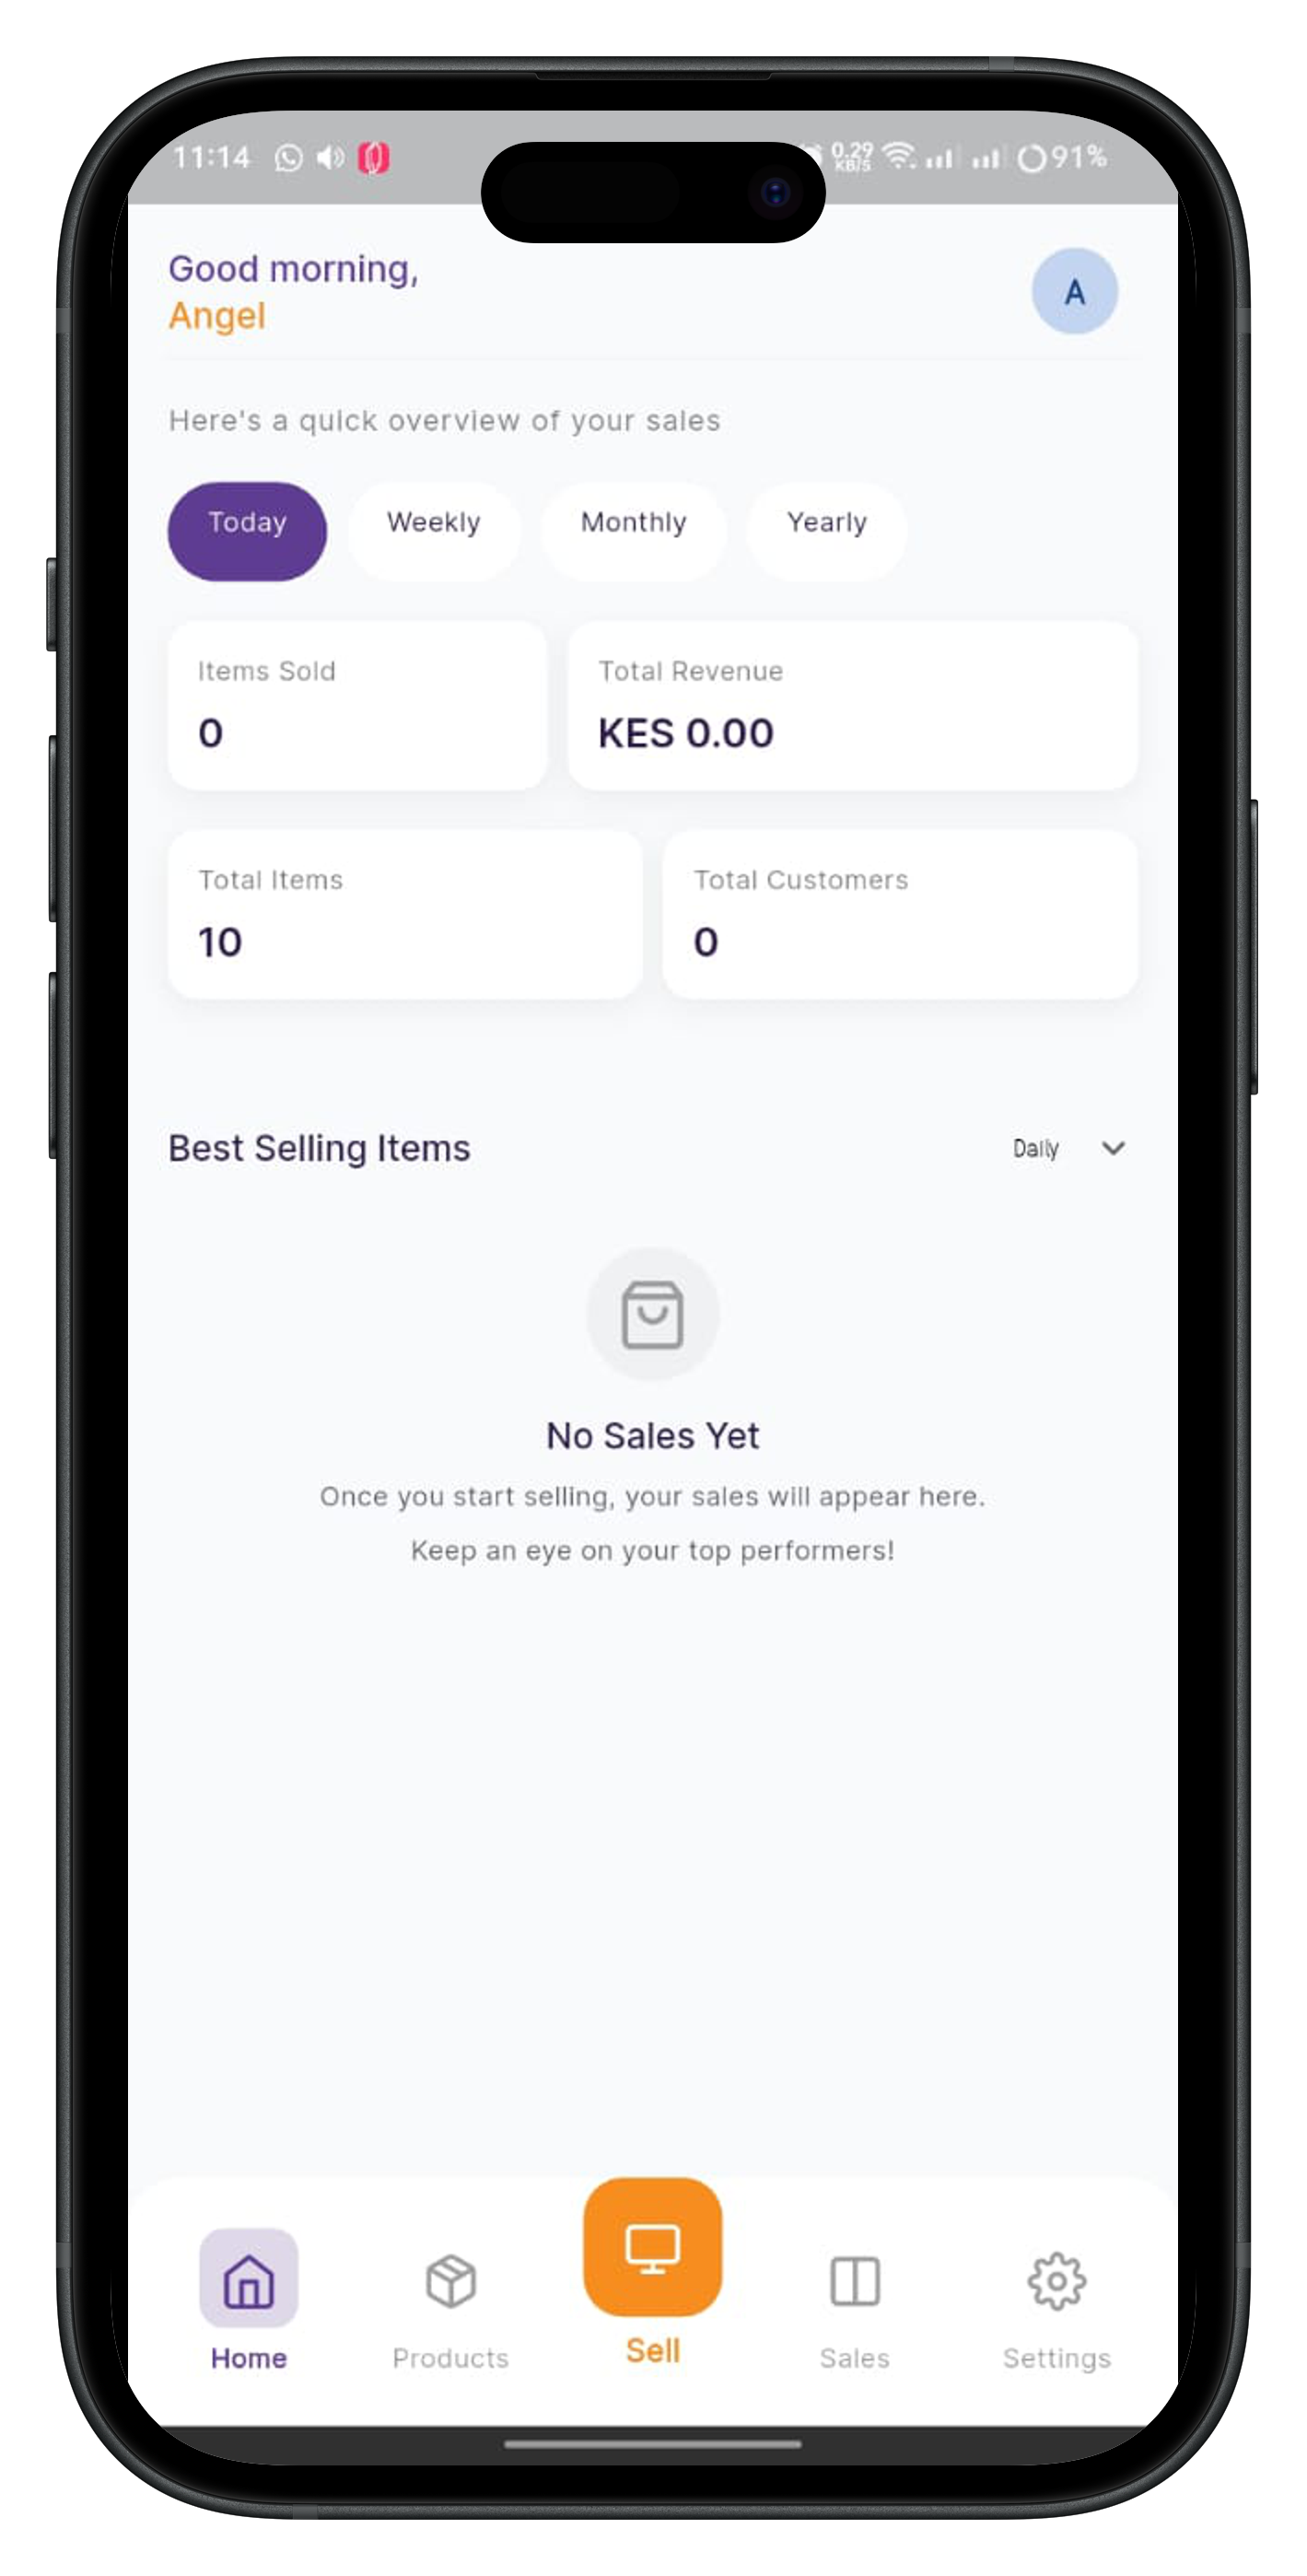 11:14
0.29
KB/S
91%
Good morning,
Angel
A
Here's a quick overview of your sales
Today Weekly Monthly Yearly
Items Sold Total Revenue
0 KES 0.00
Total Items Total Customers
10 0
Best Selling Items Daily
No Sales Yet
Once you start selling, your sales will appear here.
Keep an eye on your top performers!
Home Products Sell Sales Settings